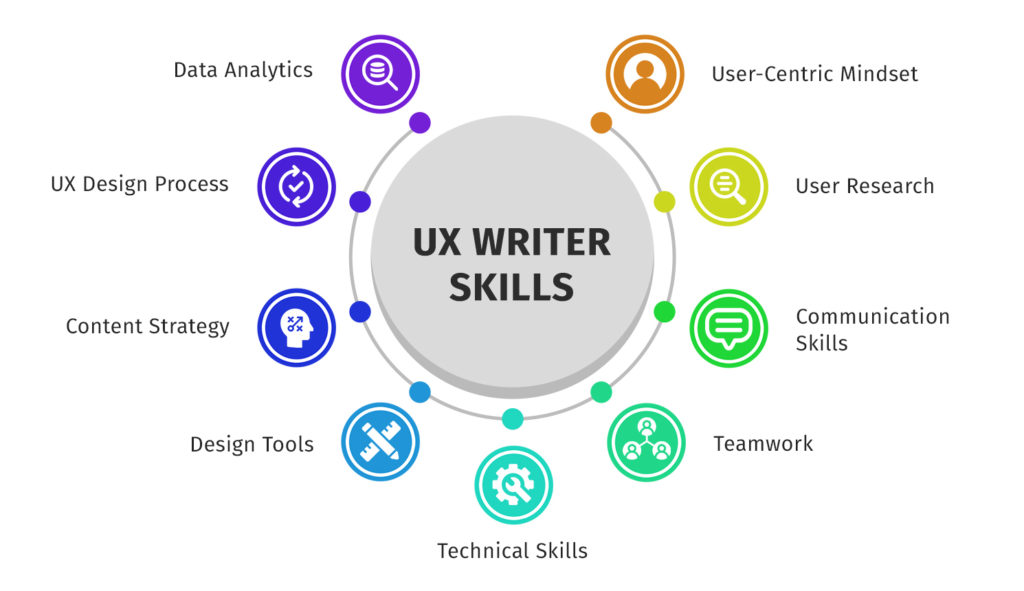 UX WRITER
SKILLS
User-Centric Mindset
User Research
Communication
Skills
Teamwork
Technical Skills
Design Tools
Content Strategy
UX Design Process
Data Analytics